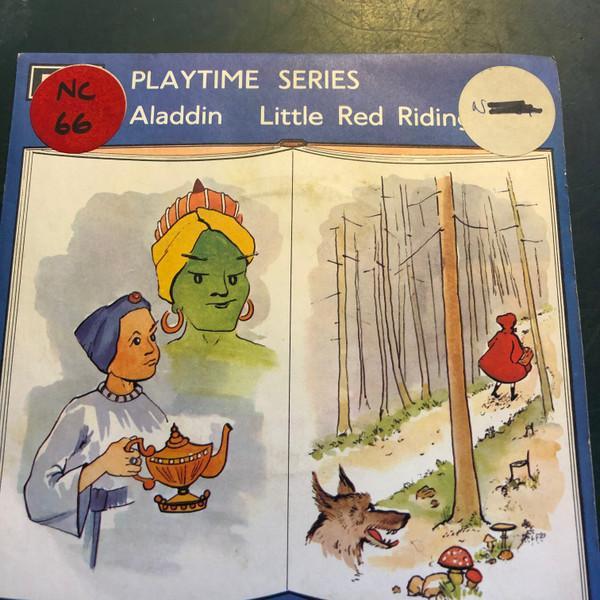 PLAYTIME SERIES
NC
66
Aladdin Little Red Riding